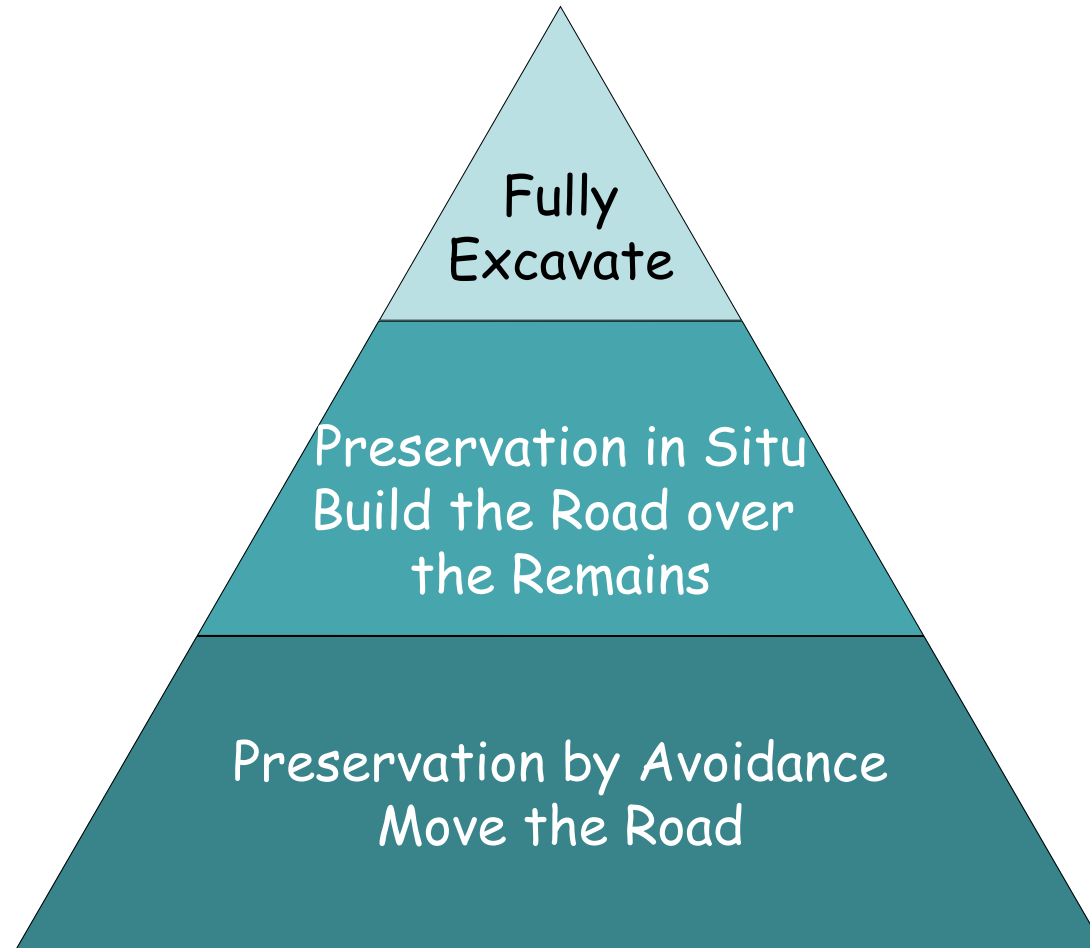 Fully
Excavate
Preservation in Situ
Build the Road over
the Remains
Preservation by Avoidance
Move the Road